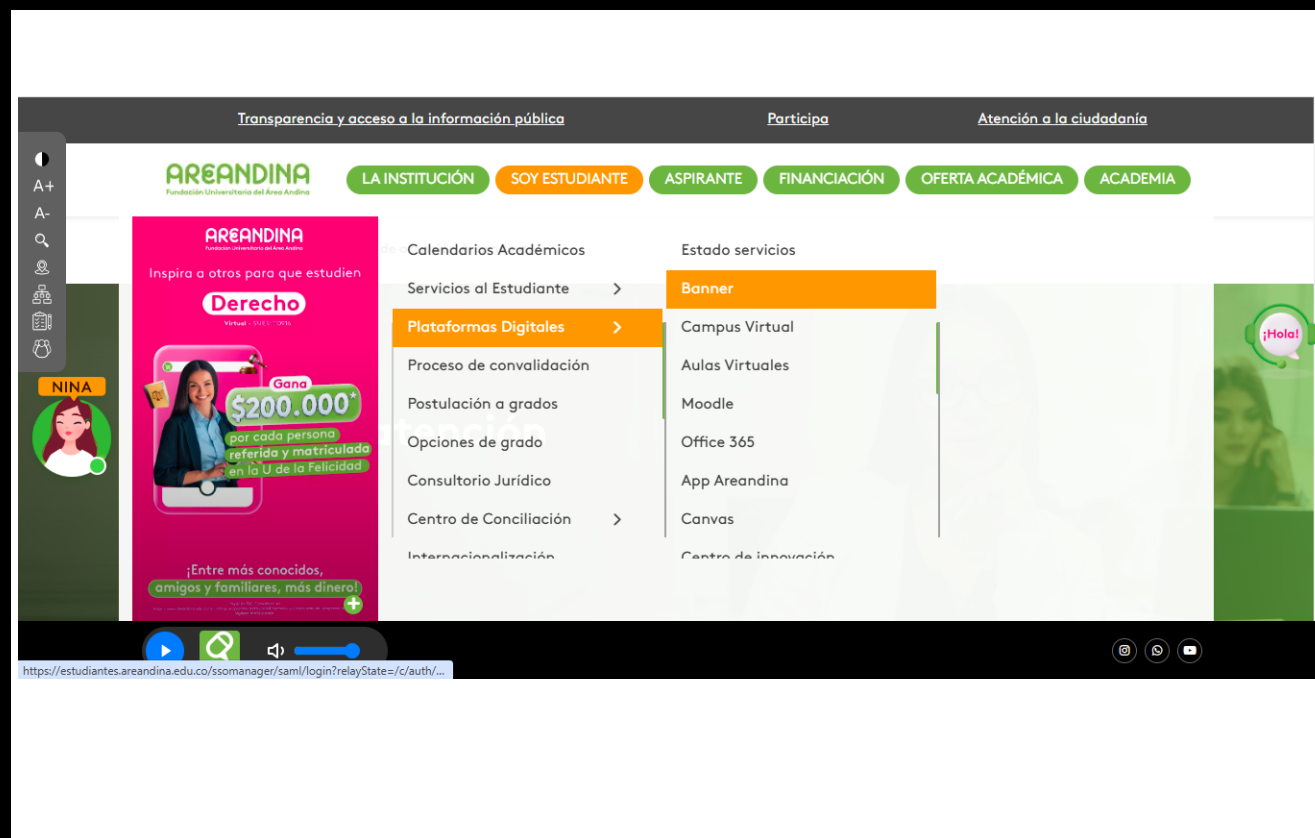 Transparencia y acceso a la información pública
Participa
Atención a la ciudadanía
A+
A-
AREANDINA
Fundación Universitaria del Área Andina
LA INSTITUCIÓN
SOY ESTUDIANTE
ASPIRANTE
FINANCIACIÓN
OFERTA ACADÉMICA
ACADEMIA
NINA
AREANDINA
Fundación Universitaria del Área Andina
Inspira a otros para que estudien
Derecho
Gana
$200.000*
por cada persona
referida y matriculada
en la U de la Felicidad
¡Entre más conocidos,
amigos y familiares, más dinero!
Calendarios Académicos
Servicios al Estudiante
Plataformas Digitales
Proceso de convalidación
Postulación a grados
Opciones de grado
Consultorio Jurídico
Centro de Conciliación
Internacionalización
Estado servicios
Banner
Campus Virtual
Aulas Virtuales
Moodle
Office 365
App Areandina
Canvas
Centro de innovación
atención
¡Hola!
https://estudiantes.areandina.edu.co/ssomanager/saml/login?relayState=/c/auth/...